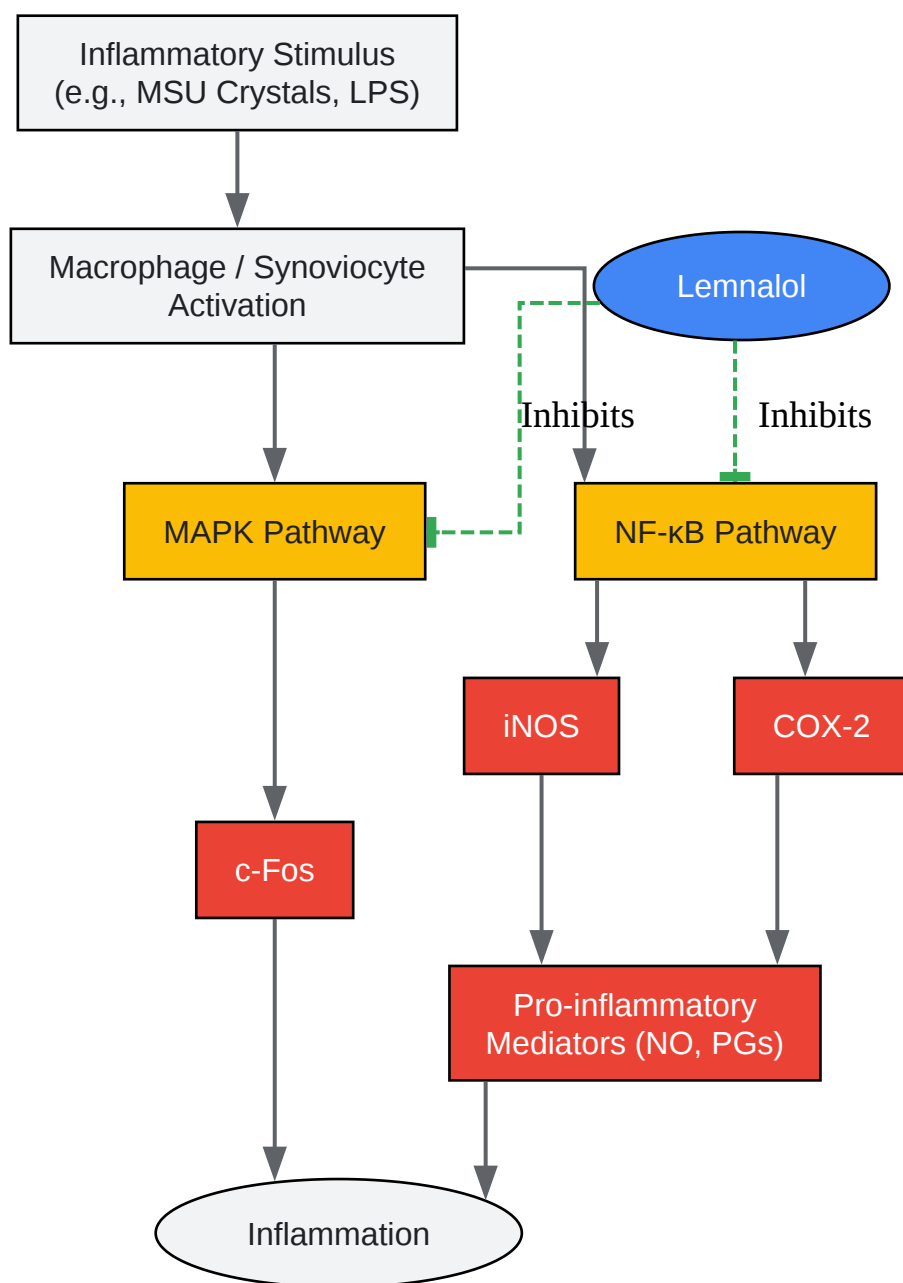 Inflammatory Stimulus
(e.g., MSU Crystals, LPS)
Macrophage / Synoviocyte
Activation
Lemnalol
Inhibits
Inhibits
MAPK Pathway
NF-κB Pathway
iNOS
COX-2
c-Fos
Pro-inflammatory
Mediators (NO, PGs)
Inflammation